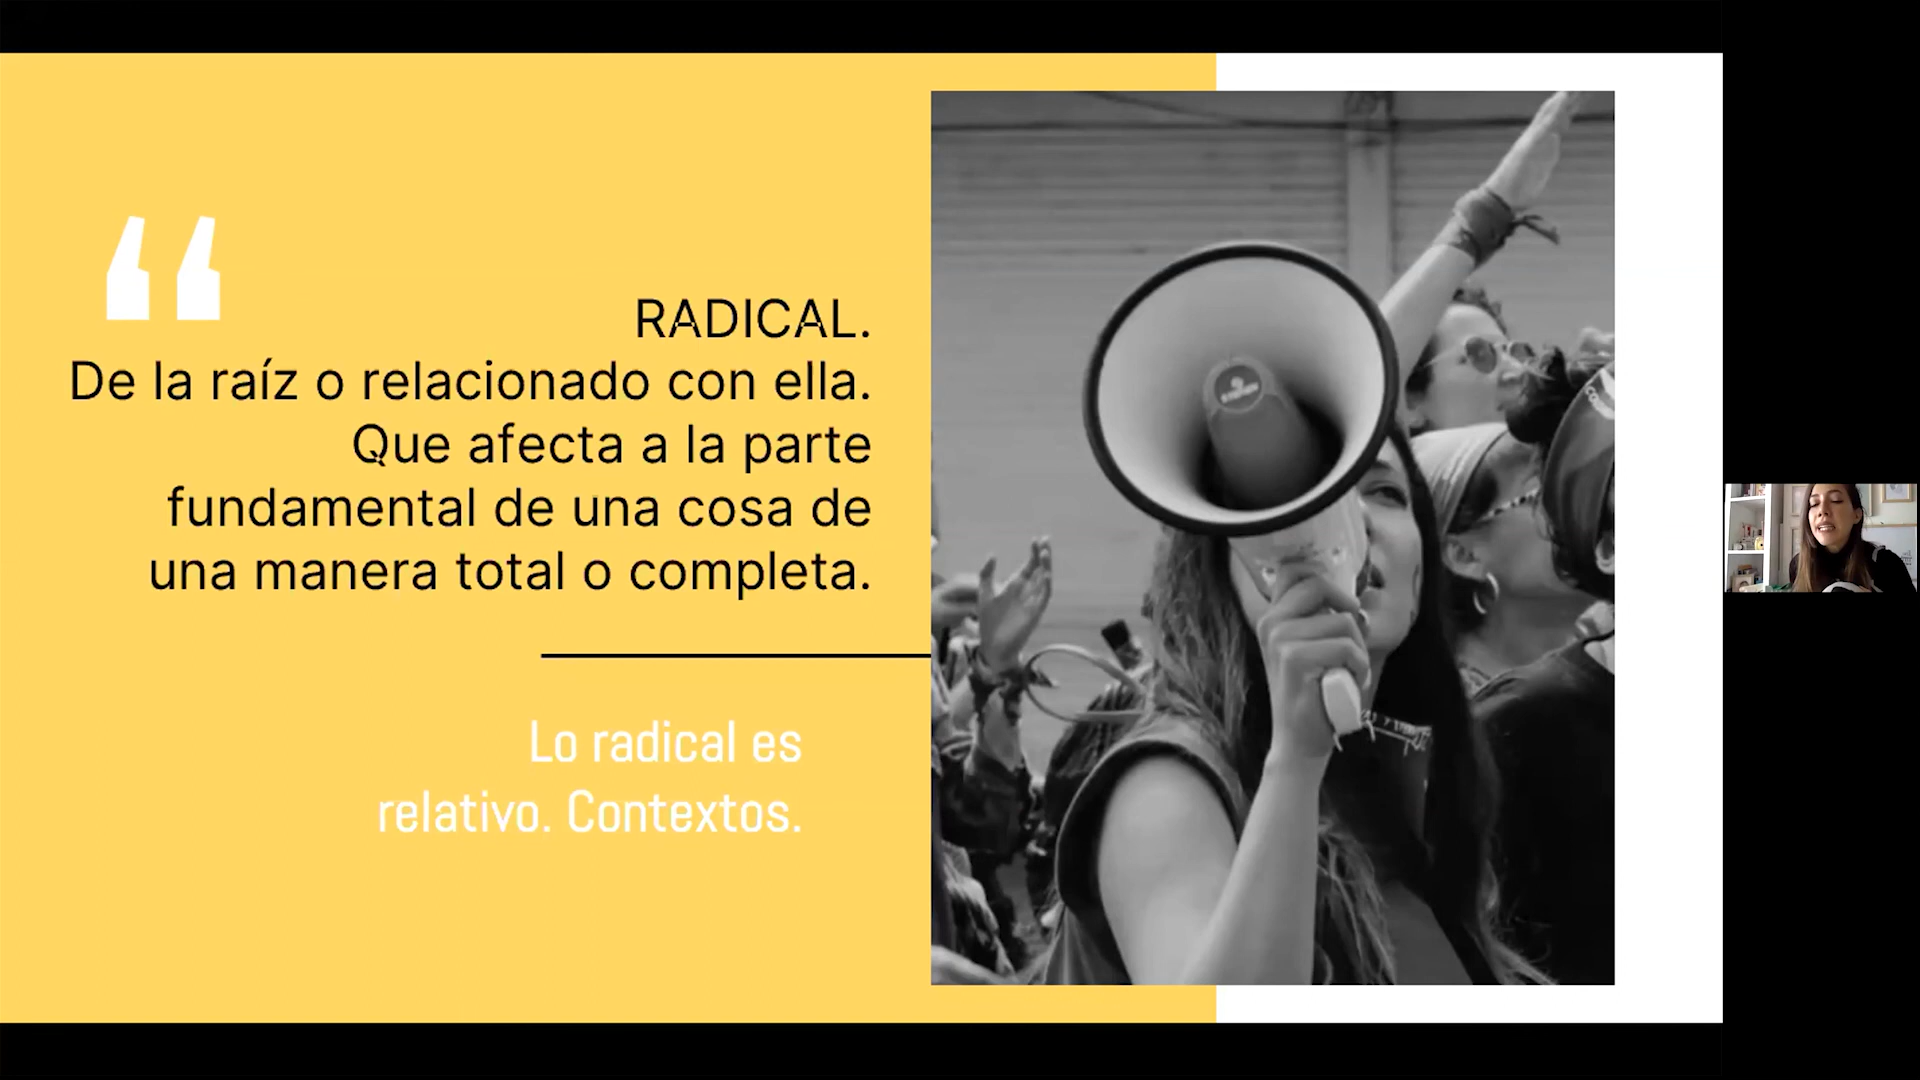 RADICAL.
De la raíz o relacionado con ella.
Que afecta a la parte
fundamental de una cosa de
una manera total o completa.
Lo radical es
relativo. Contextos.